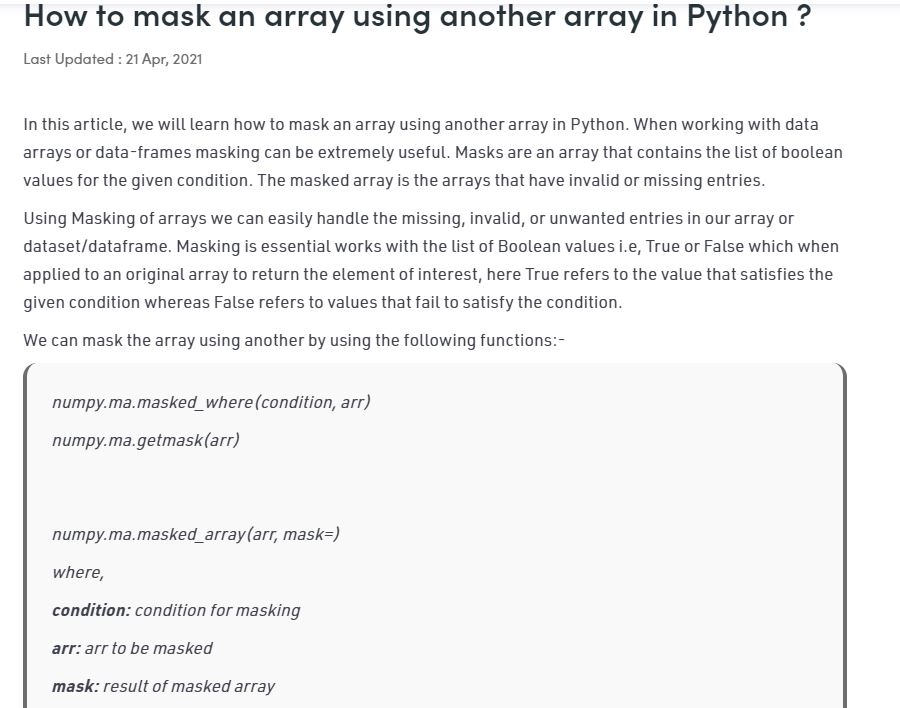 How to mask an array using another array in Python ?
Last Updated : 21 Apr, 2021
In this article, we will learn how to mask an array using another array in Python. When working with data
arrays or data-frames masking can be extremely useful. Masks are an array that contains the list of boolean
values for the given condition. The masked array is the arrays that have invalid or missing entries.
Using Masking of arrays we can easily handle the missing, invalid, or unwanted entries in our array or
dataset/dataframe. Masking is essential works with the list of Boolean values i.e, True or False which when
applied to an original array to return the element of interest, here True refers to the value that satisfies the
given condition whereas False refers to values that fail to satisfy the condition.
We can mask the array using another by using the following functions:-
numpy.ma.masked_where(condition, arr)
numpy.ma.getmask(arr)
numpy.ma.masked_array(arr, mask=)
where,
condition: condition for masking
arr: arr to be masked
mask: result of masked array